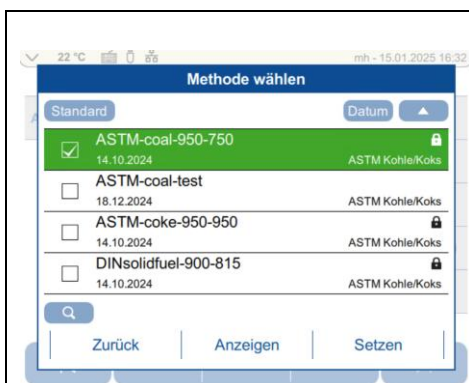 22 °C mh - 15.01.2025 16:32
Methode wählen
Standard Datum
ASTM-coal-950-750
14.10.2024 ASTM Kohle/Koks
ASTM-coal-test
18.12.2024 ASTM Kohle/Koks
ASTM-coke-950-950
14.10.2024 ASTM Kohle/Koks
DINsolidfuel-900-815
14.10.2024 ASTM Kohle/Koks
Zurück Anzeigen Setzen